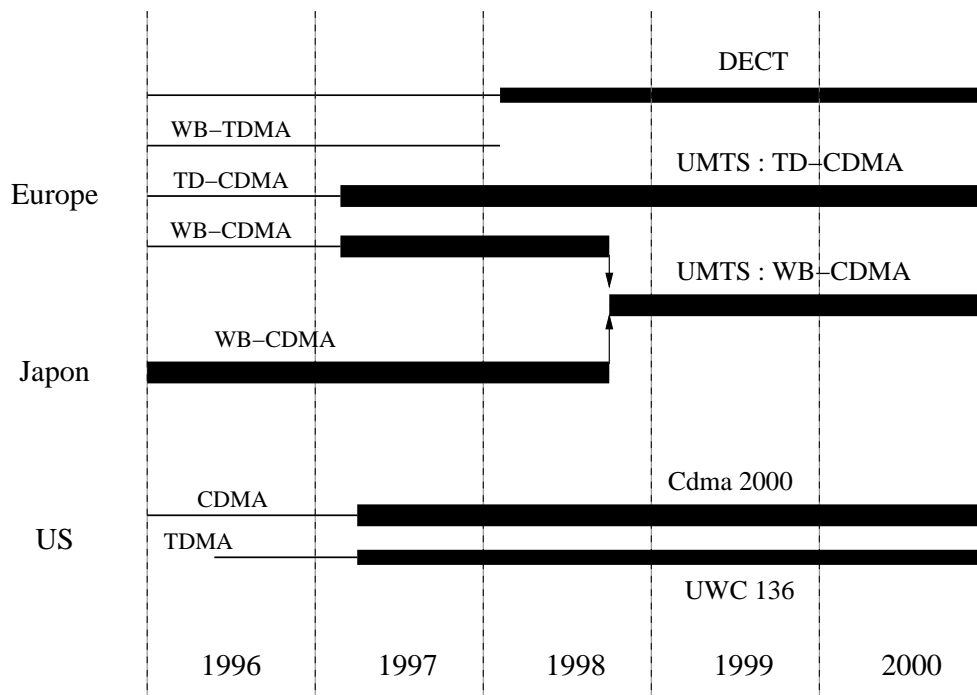 DECT
WB−TDMA
UMTS : TD−CDMA
TD−CDMA
Europe
WB−CDMA
UMTS : WB−CDMA
WB−CDMA
Japon
Cdma 2000
CDMA
US
TDMA
UWC 136
1996 1997 1998 1999 2000